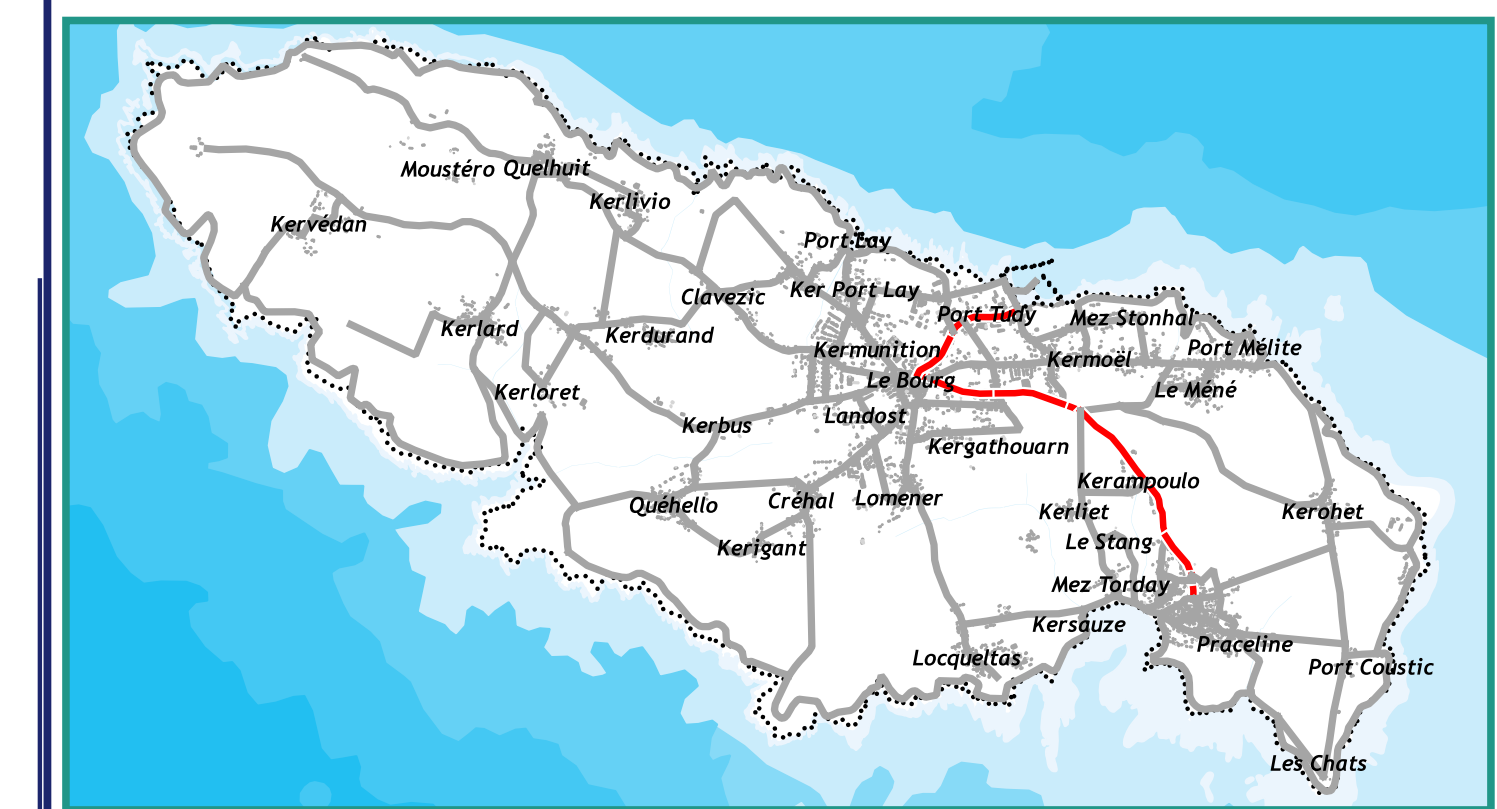 Moustéro
Quelhuit
Kerlivio
Kervédan
Port Lay
Ker Port Lay
Clavezic
Port Tudy
Mez Stonhal
Kerlard
Kerdurand
Kermunition
Port Mélite
Kermoël
Le Bourg
Kerloret
Le Méné
Landost
Kerbus
Kergathouarn
Kerampoulo
Quéhello
Créhal
Lomener
Kerliet
Kerohet
Le Stang
Kerigant
Mez Torday
Kersauze
Praceline
Locqueltas
Port Coustic
Les Chats